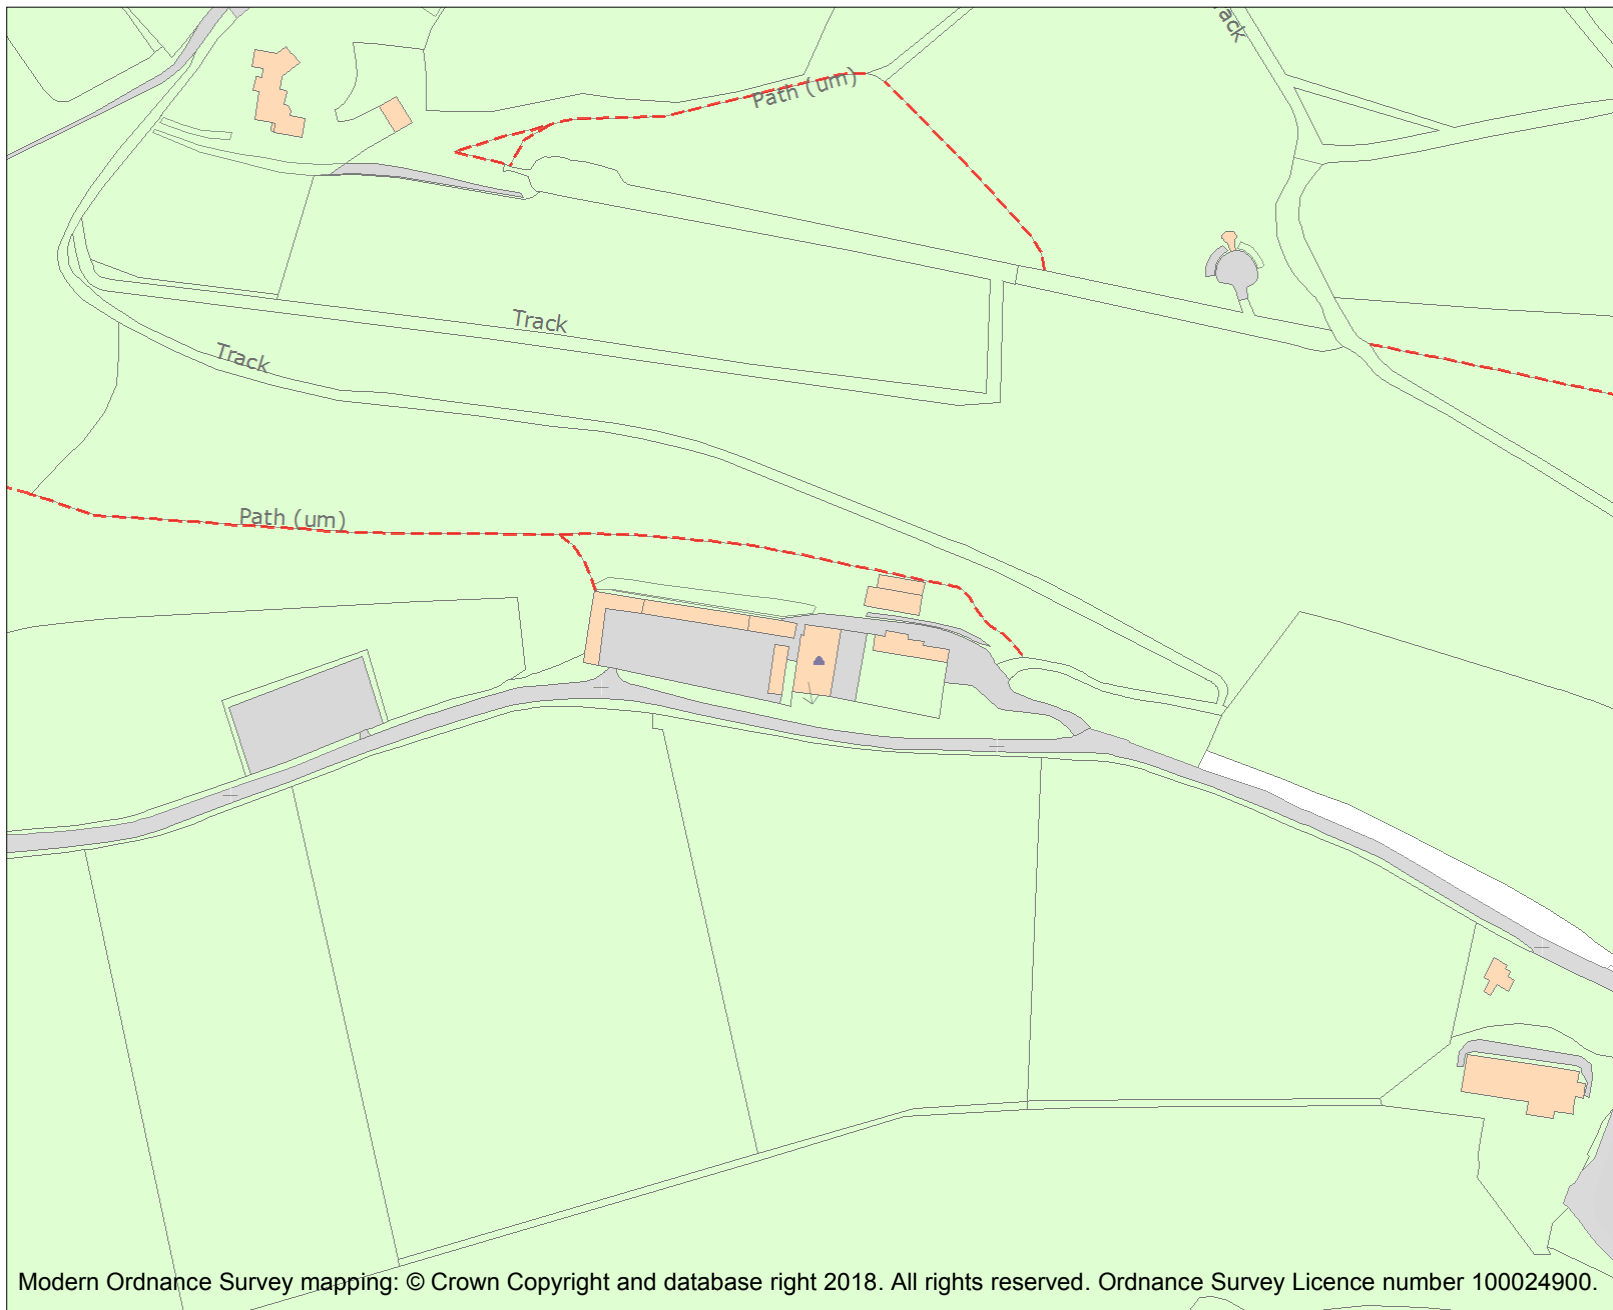 rack
Path (um)
Track
Track
Path (um)
Modern Ordnance Survey mapping: © Crown Copyright and database right 2018. All rights reserved. Ordnance Survey Licence number 100024900.